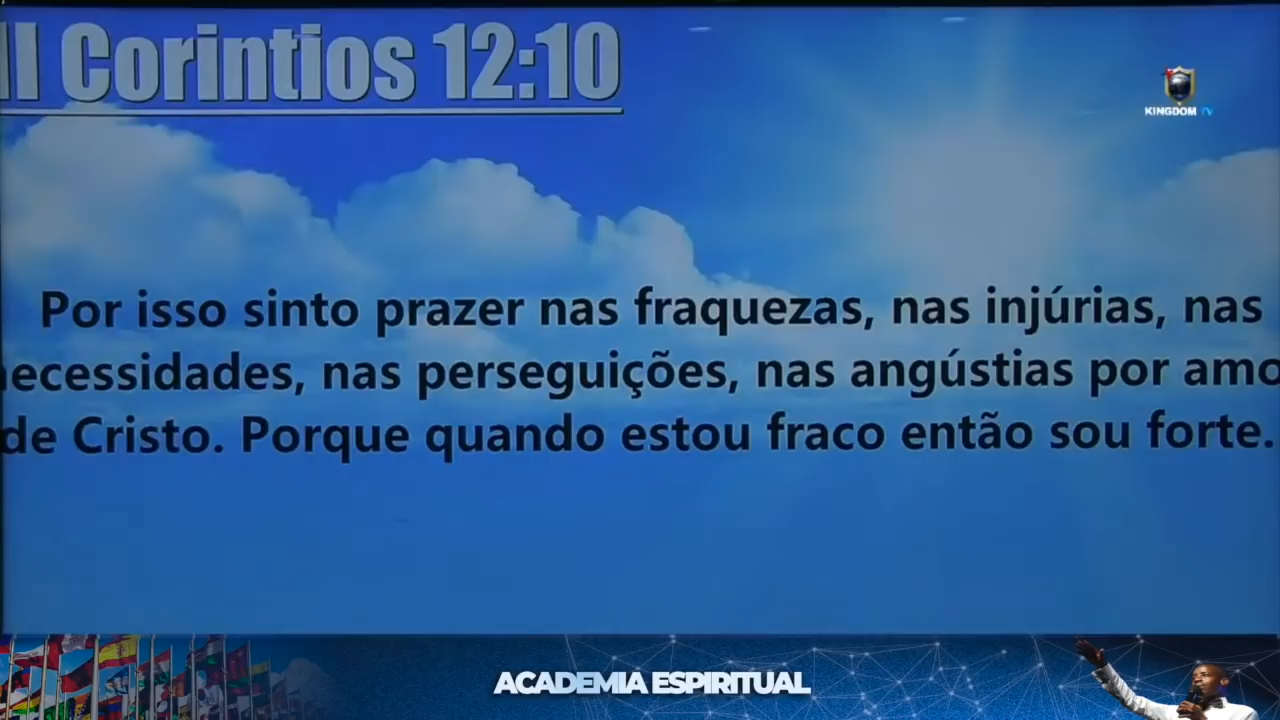 II Corintios 12:10
KINGDOM TV
Por isso sinto prazer nas fraquezas, nas injúrias, nas
necessidades, nas perseguições, nas angústias por amo
de Cristo. Porque quando estou fraco então sou forte.
ACADEMIA ESPIRITUAL